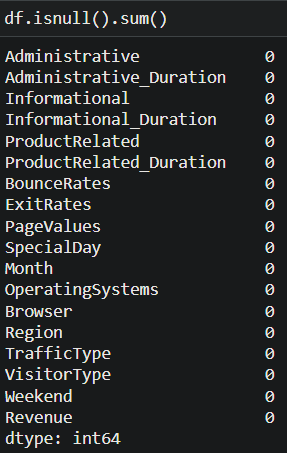 df.isnull().sum()
Administrative 0
Administrative_Duration 0
Informational 0
Informational_Duration 0
ProductRelated 0
ProductRelated_Duration 0
BounceRates 0
ExitRates 0
PageValues 0
SpecialDay 0
Month 0
OperatingSystems 0
Browser 0
Region 0
TrafficType 0
VisitorType 0
Weekend 0
Revenue 0
dtype: int64